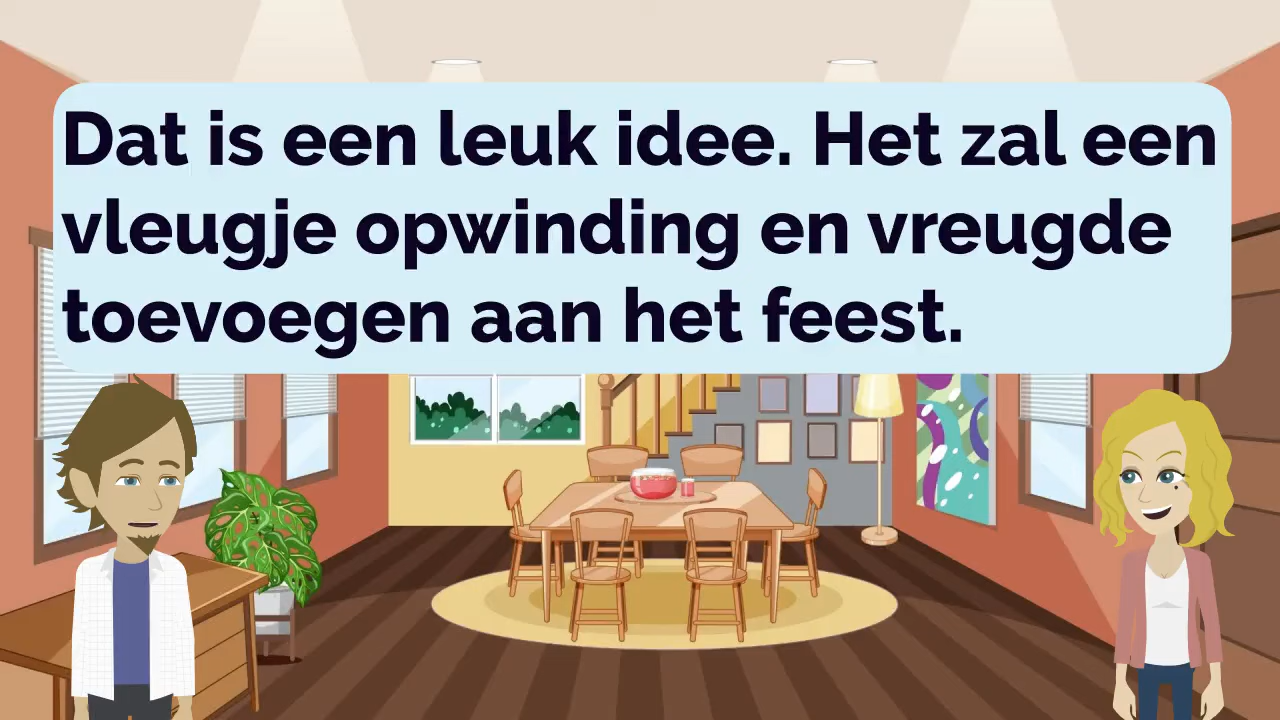 Dat is een leuk idee. Het zal een
vleugje opwinding en vreugde
toevoegen aan het feest.